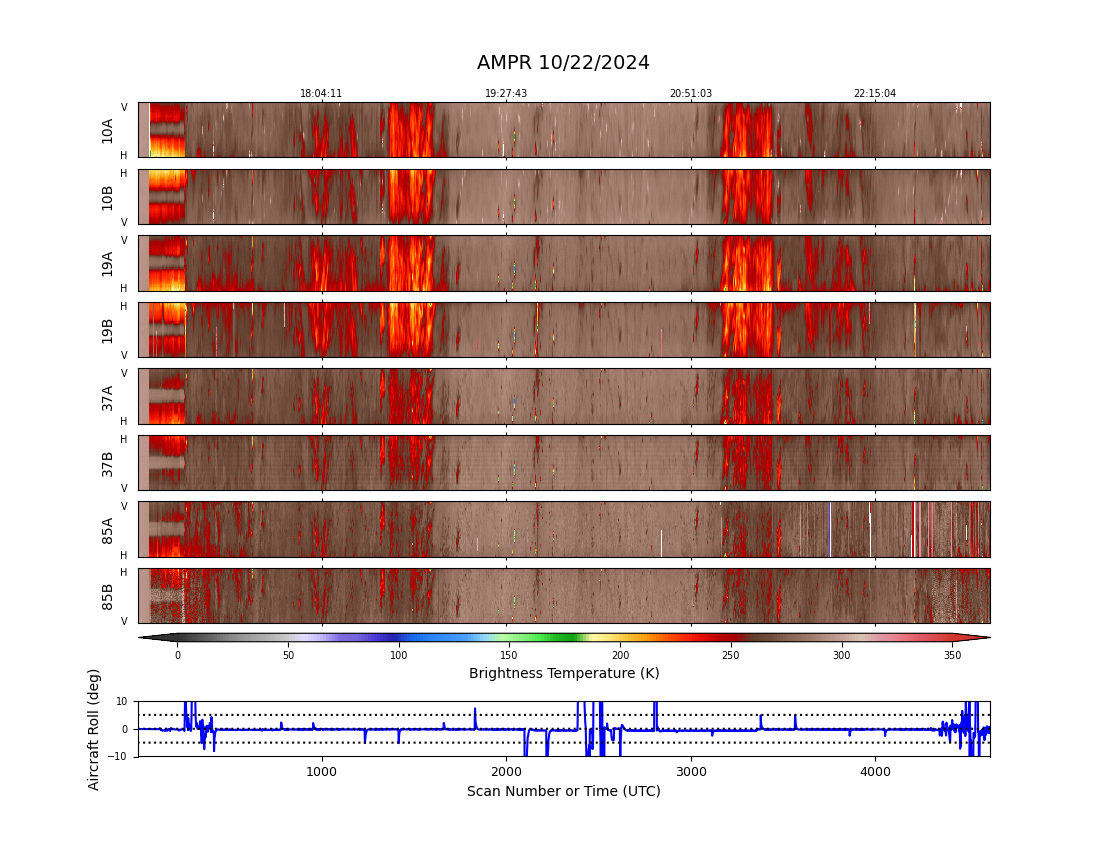 AMPR 10/22/2024
18:04:11 19:27:43 20:51:03 22:15:04
V
10A
H
H
10B
V
V
19A
H
H
19B
V
V
37A
H
H
37B
V
V
85A
H
H
85B
V
0 50 100 150 200 250 300 350
Brightness Temperature (K)
Aircraft Roll (deg)
10
0
−10
1000 2000 3000 4000
Scan Number or Time (UTC)